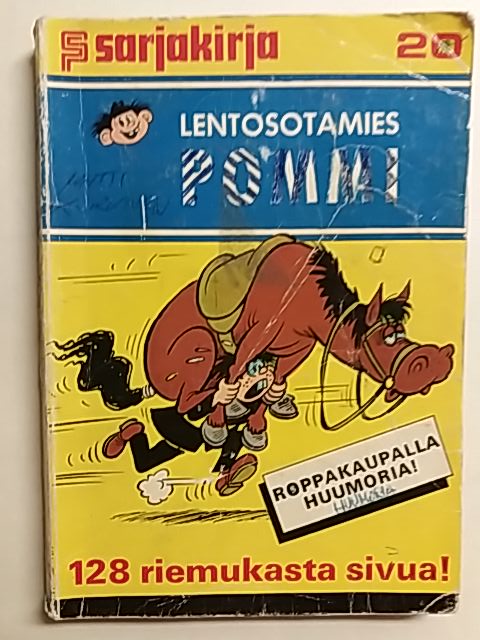 sarjakirja 20
LENTOSOTAMIES
POMMI
ROPPAKAUPALLA
HUUMORIA!
128 riemukasta sivua!